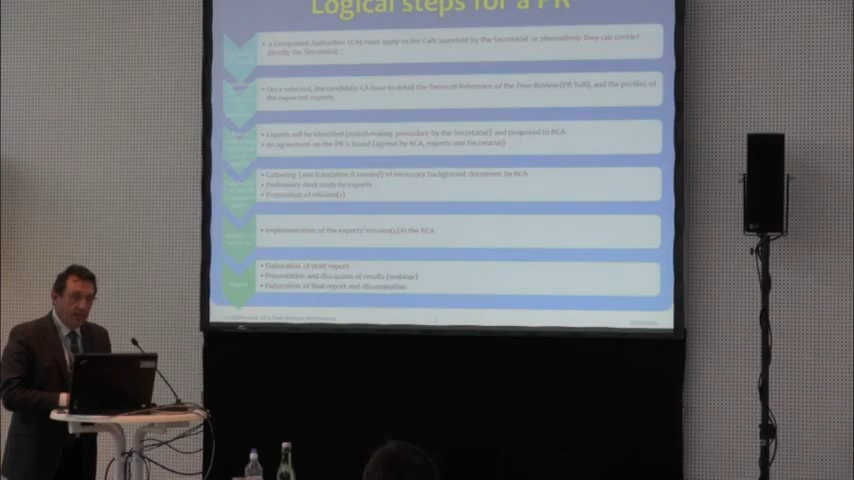 Logical steps for a PR
• a Competent Authorities (CA) must apply to the Calls launched by the Secretariat or alternatively they can contact
directly the Secretariat
• Once selected, the candidate CA have to detail the Terms of Reference of the Peer-Review (PR ToR), and the profiles of
the expected experts
• Experts will be identified (match-making procedure by the Secretariat) and proposed to RCA
• An agreement on the PR is found (agreed by RCA, experts and Secretariat)
• Gathering (and translation if needed) of necessary background document by RCA
• Preliminary desk study by experts
• Preparation of mission(s)
• Implementation of the experts' mission(s) in the RCA
• Elaboration of draft report
• Presentation and discussion of results (webinar)
• Elaboration of final report and dissemination